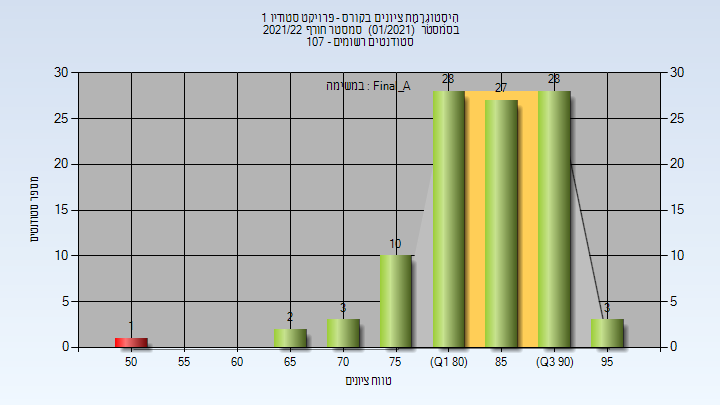 היסטוגרמת ציונים בקורס - פרויקט סטודיו 1
בסמסטר (01/2021) סמסטר חורף 2021/22
סטודנטים רשומים - 107
במשימה : Final_A
30 30
25 25
20 20
15 15
10 10
5 5
0 0
1 2 3 10 28 27 28 3
50 55 60 65 70 75 (Q1 80) 85 (Q3 90) 95
מספר סטודנטים
טווח ציונים